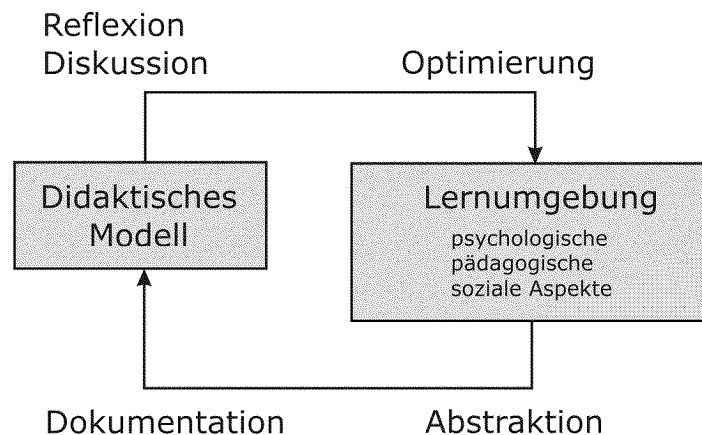 Reflexion
Diskussion
Optimierung
Didaktisches
Modell
Lernumgebung
psychologische
pädagogische
soziale Aspekte
Dokumentation
Abstraktion